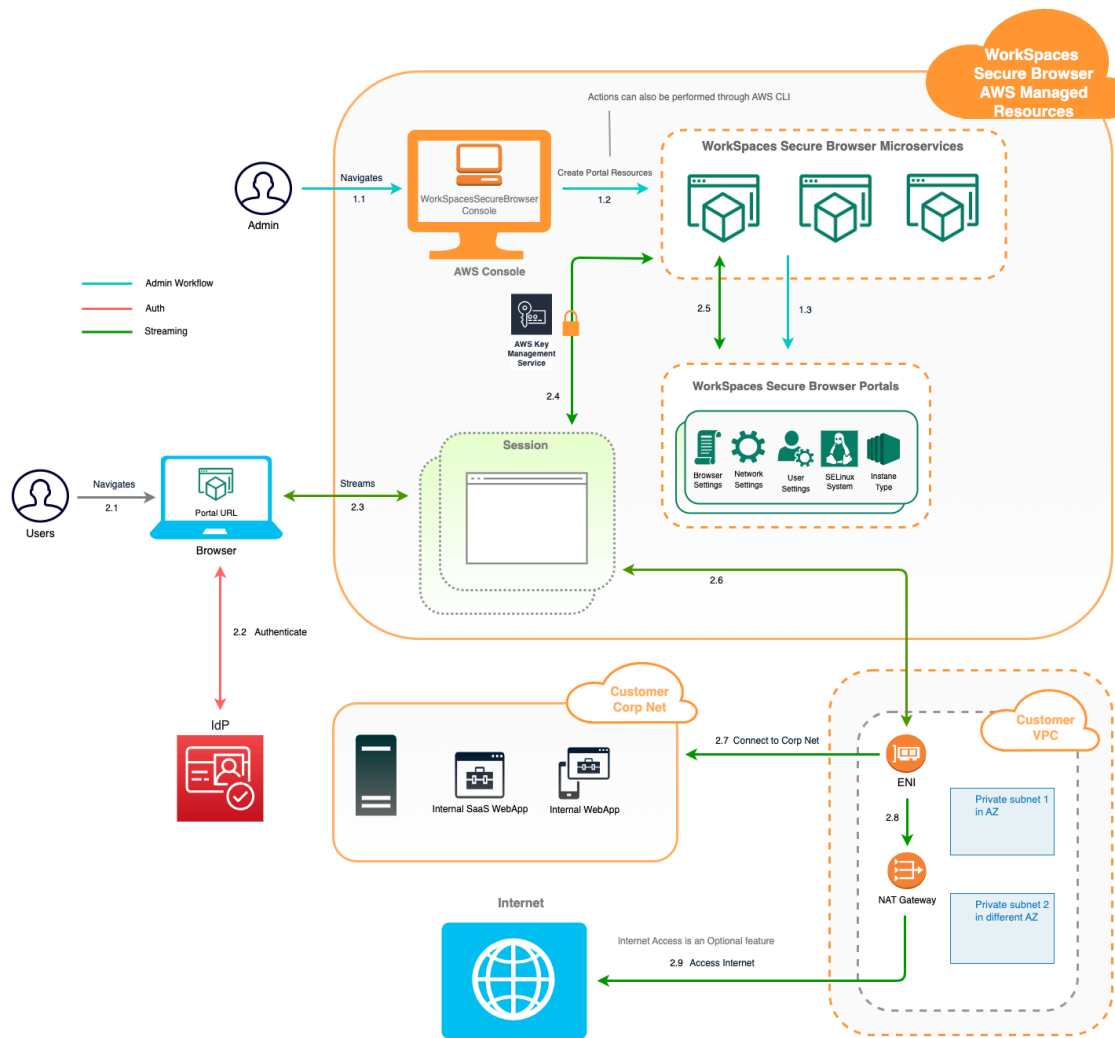 WorkSpaces
Secure Browser
AWS Managed
Resources
Actions can also be performed through AWS CLI
WorkSpaces Secure Browser Microservices
Navigates
1.1
Admin
WorkSpacesSecureBrowser
Console
AWS Console
Create Portal Resources
1.2
Admin Workflow
Auth
Streaming
AWS Key
Management
Service
2.5
1.3
2.4
WorkSpaces Secure Browser Portals
Browser
Settings
Network
Settings
User
Settings
SELinux
System
Instane
Type
Session
Users
Navigates
2.1
Portal URL
Browser
Streams
2.3
2.6
2.2 Authenticate
IdP
Customer
Corp Net
Internal SaaS WebApp
Internal WebApp
2.7 Connect to Corp Net
Customer
VPC
ENI
2.8
Private subnet 1
in AZ
NAT Gateway
Private subnet 2
in different AZ
Internet
Internet Access is an Optional feature
2.9 Access Internet